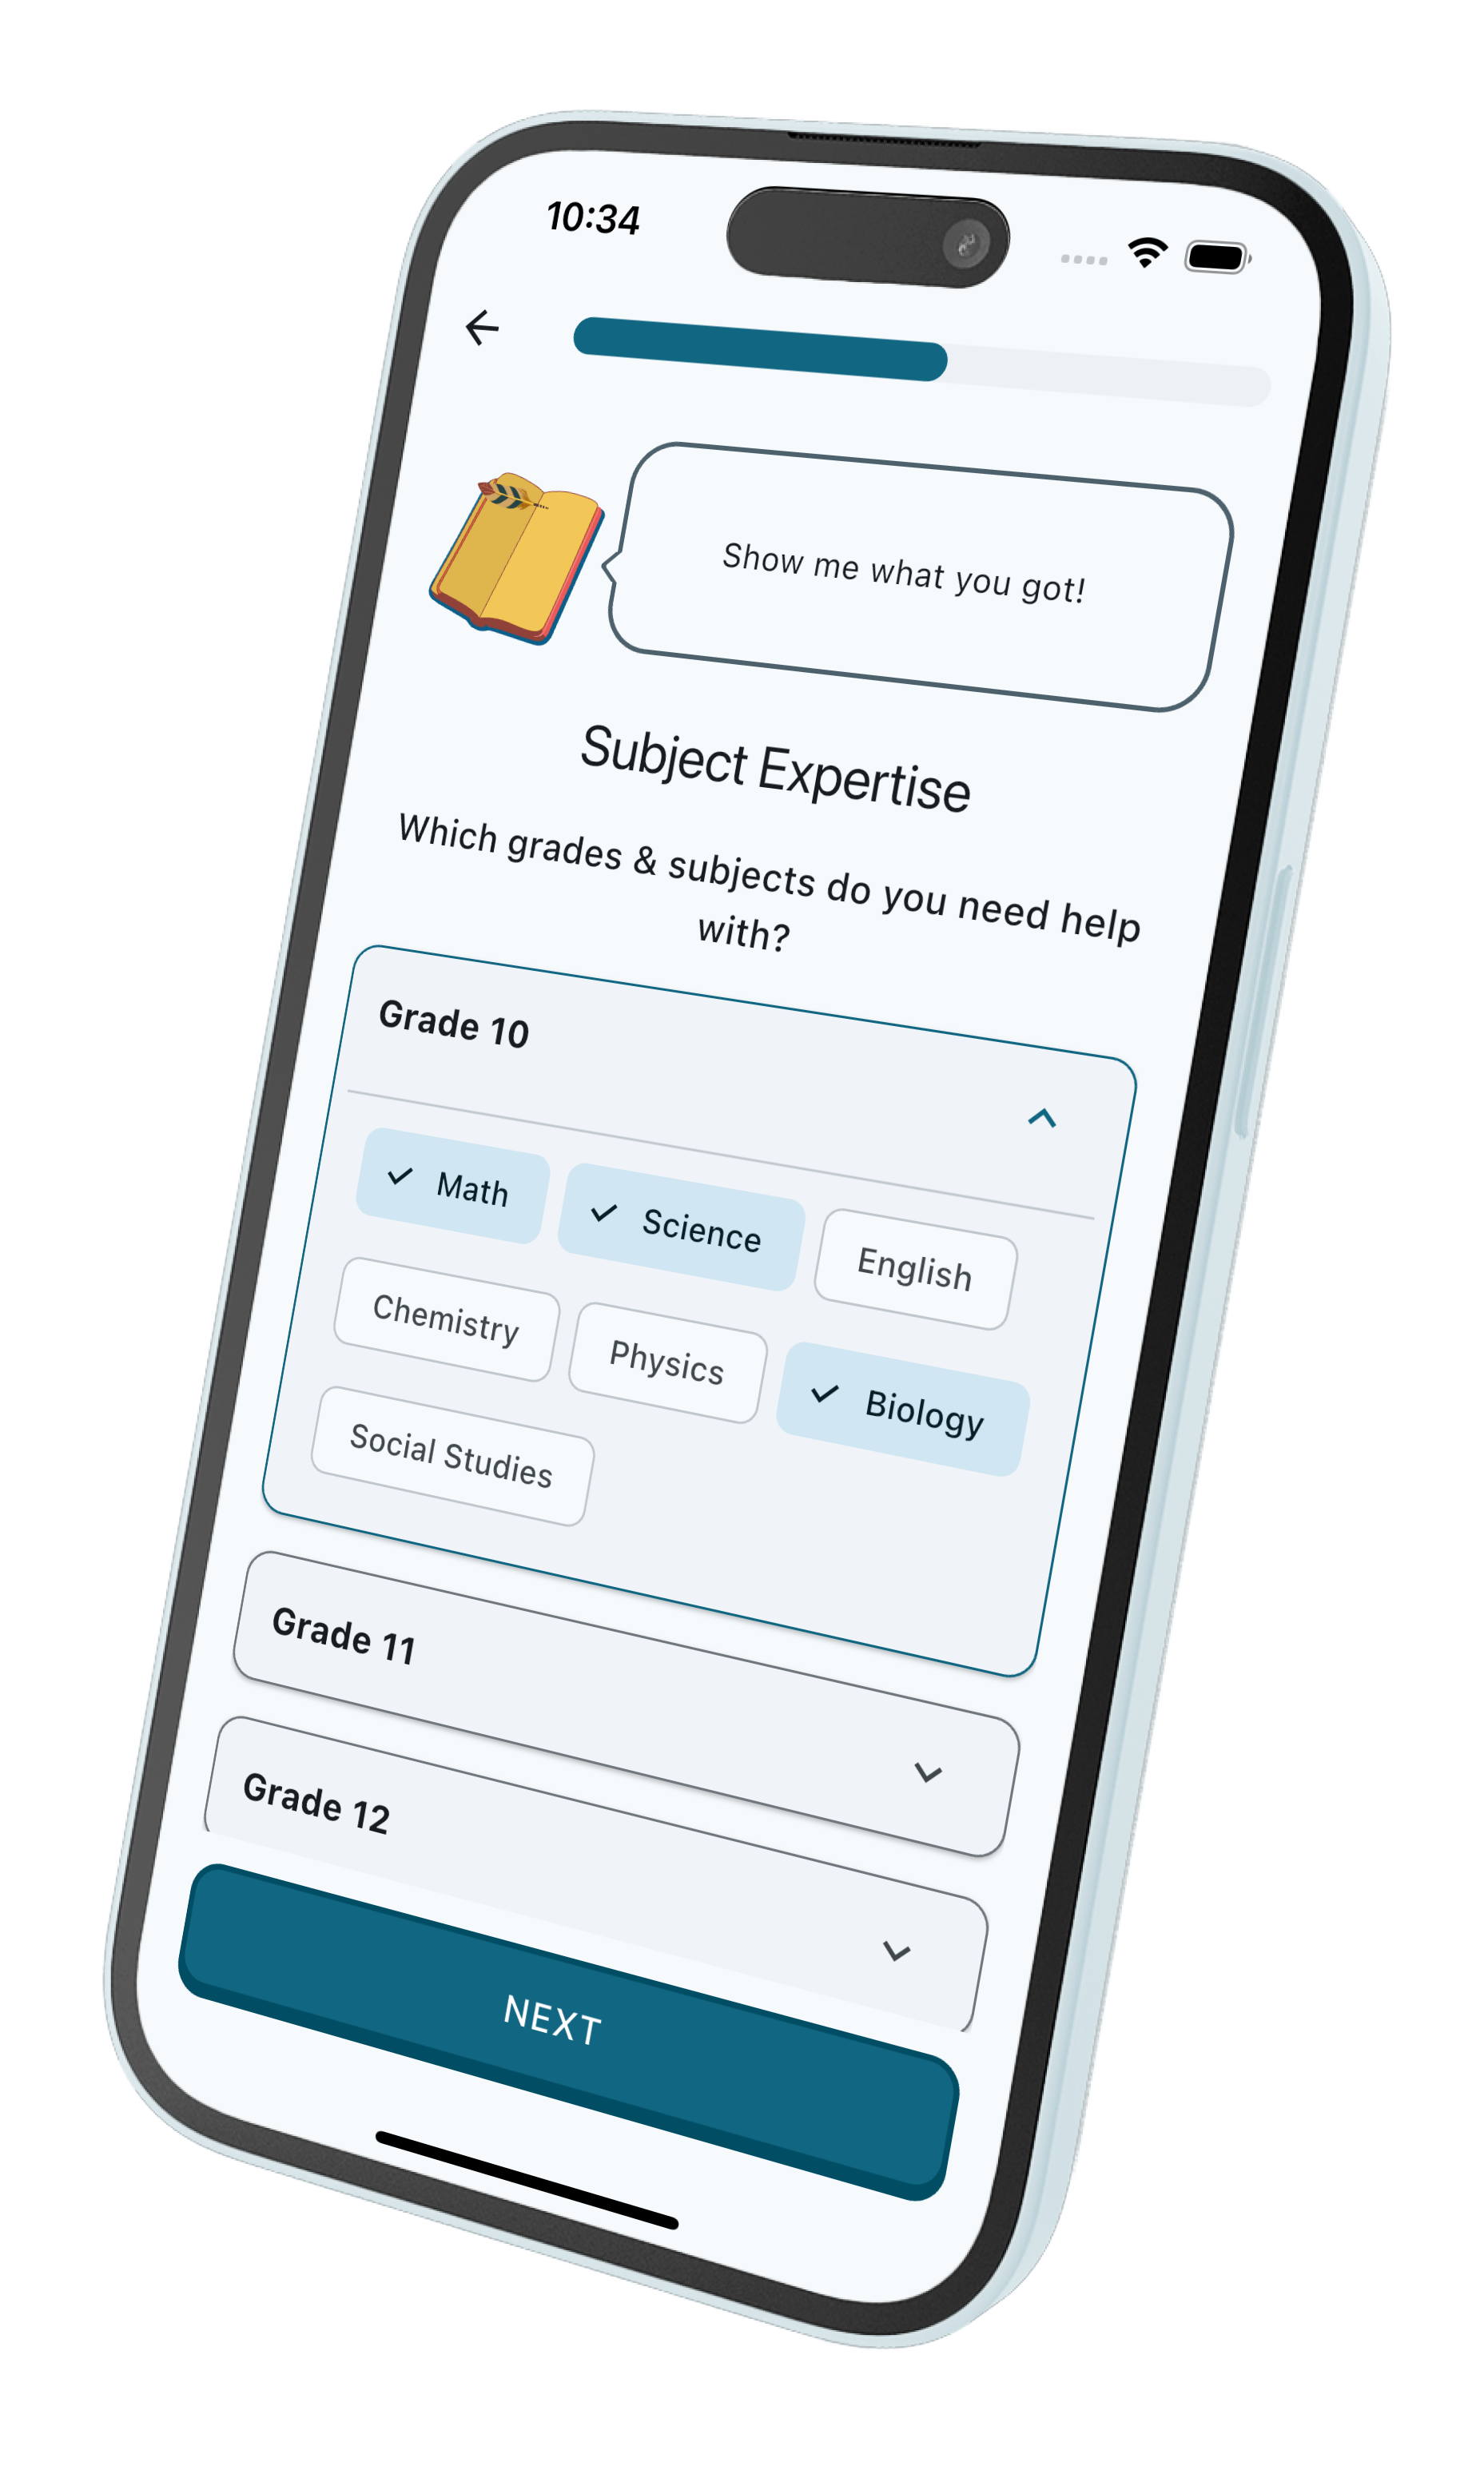 10:34
Show me what you got!
Subject Expertise
Which grades & subjects do you need help
with?
Grade 10
Math
Science
English
Chemistry
Physics
Biology
Social Studies
Grade 11
Grade 12
NEXT